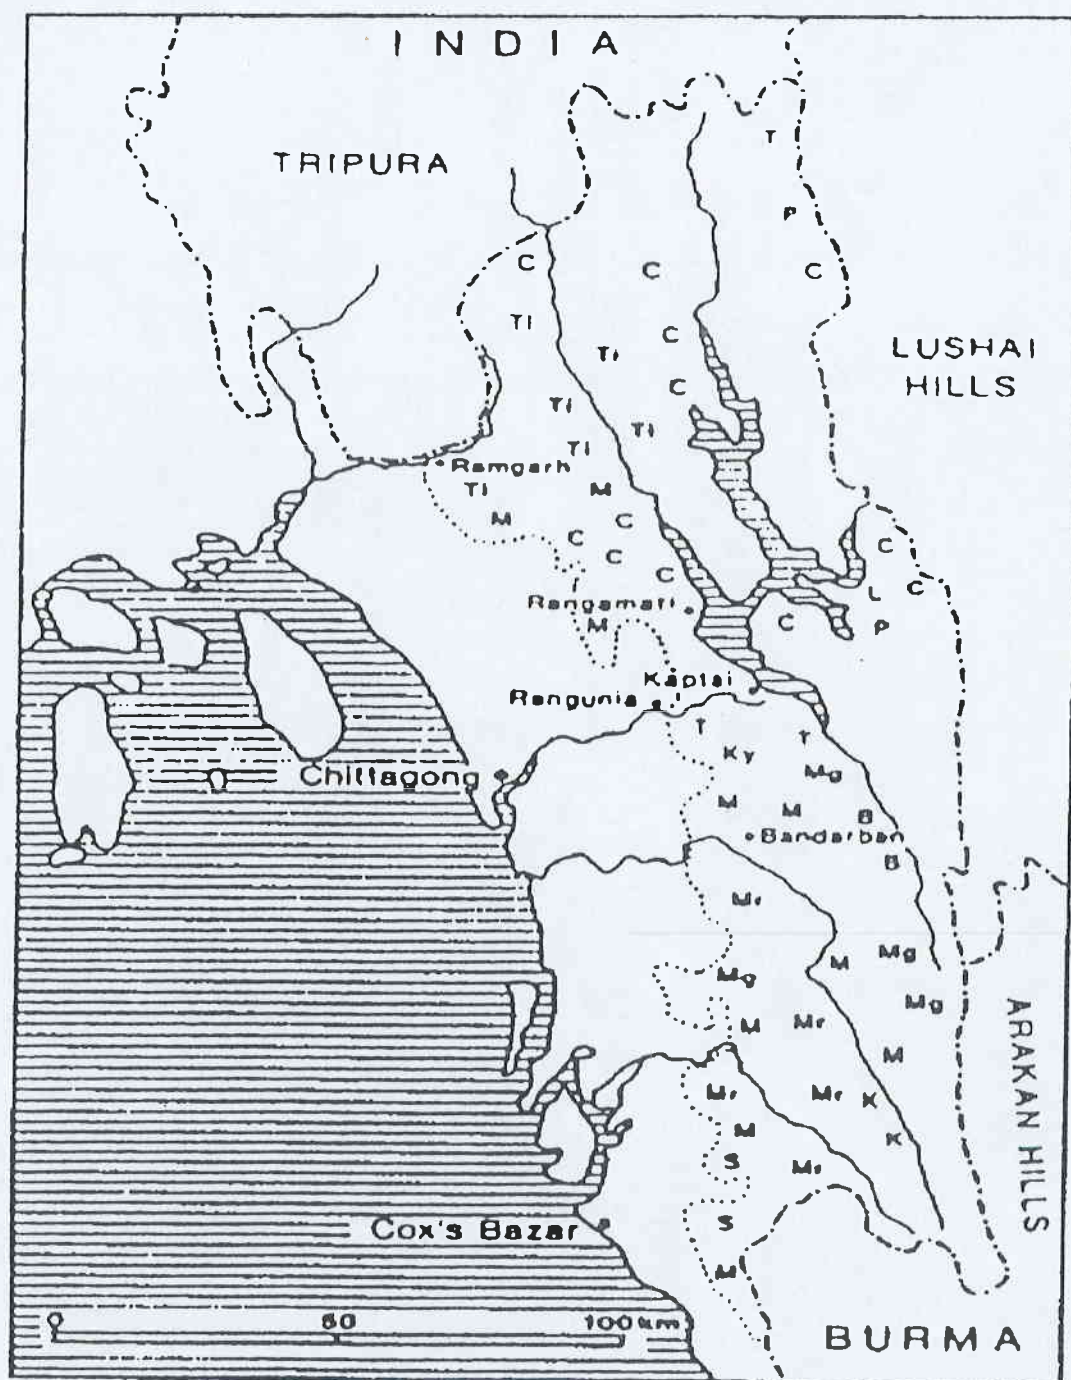 INDIA
TRIPURA
T
P
C
C
C
TI
C
LUSHAI
HILLS
TI
C
TI
TI
TI
Ramgarh
TI
M
M
C
C
C
C
C
C
Rangamati
L
P
C
M
Kaptai
Rangunia
T
T
Ky
Mg
Chittagong
M
M
B
Bandarban
B
Mr
M
Mg
Mg
Mg
M
Mr
M
ARAKAN HILLS
Mr
Mr
K
M
K
S
Mr
S
Cox's Bazar
M
0 50 100 km
BURMA